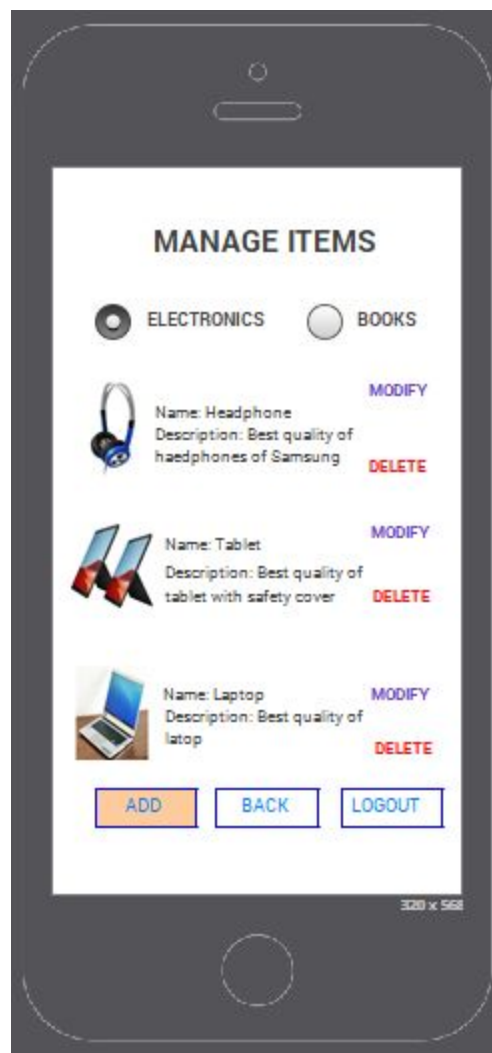 MANAGE ITEMS
ELECTRONICS BOOKS
MODIFY
Name: Headphone
Description: Best quality of
haedphones of Samsung
DELETE
MODIFY
Name: Tablet
Description: Best quality of
tablet with safety cover
DELETE
Name: Laptop
MODIFY
Description: Best quality of
latop
DELETE
ADD BACK LOGOUT
320 x 568